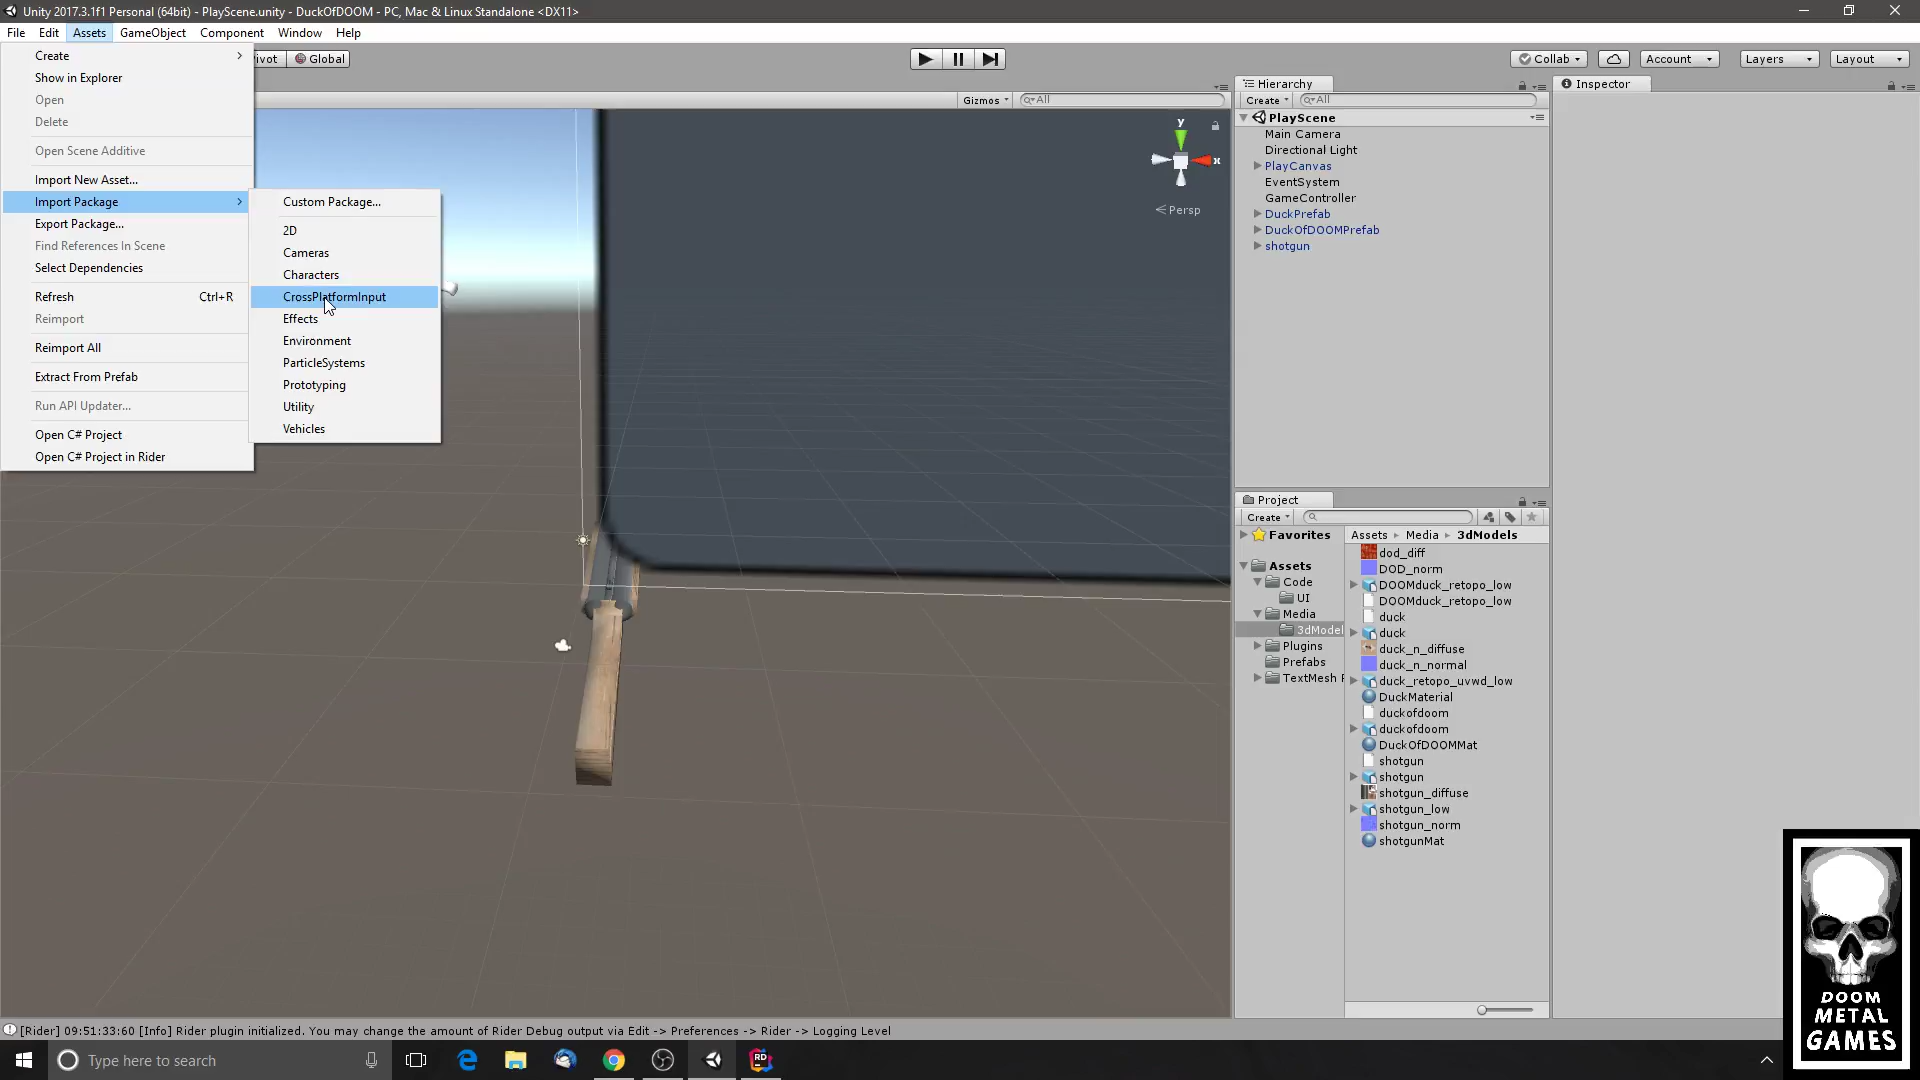 Unity 2017.3.1f1 Personal (64bit) - PlayScene.unity - DuckOfDOOM - PC, Mac & Linux Standalone <DX11>
File Edit Assets GameObject Component Window Help
Create
Show in Explorer
Open
Delete
Open Scene Additive
Import New Asset...
Import Package
Export Package...
Find References In Scene
Select Dependencies
Refresh Ctrl+R
Reimport
Reimport All
Extract From Prefab
Run API Updater...
Open C# Project
Open C# Project in Rider
Custom Package...
2D
Cameras
Characters
CrossPlatformInput
Effects
Environment
ParticleSystems
Prototyping
Utility
Vehicles
ivot Global
Collab Account Layers Layout
Gizmos All
y
x
Persp
Hierarchy
Create All
PlayScene
Main Camera
Directional Light
PlayCanvas
EventSystem
GameController
DuckPrefab
DuckOfDOOMPrefab
shotgun
Inspector
Project
Create
Favorites
Assets
Code
UI
Media
3dModel
Plugins
Prefabs
TextMesh
Assets Media 3dModels
dod_diff
DOD_norm
DOOMduck_retopo_low
DOOMduck_retopo_low
duck
duck
duck_n_diffuse
duck_n_normal
duck_retopo_uvwd_low
DuckMaterial
duckofdoom
duckofdoom
DuckOfDOOMMat
shotgun
shotgun
shotgun_diffuse
shotgun_low
shotgun_norm
shotgunMat
DOOM
METAL
GAMES
[Rider] 09:51:33:60 [Info] Rider plugin initialized. You may change the amount of Rider Debug output via Edit -> Preferences -> Rider -> Logging Level
Type here to search
RD